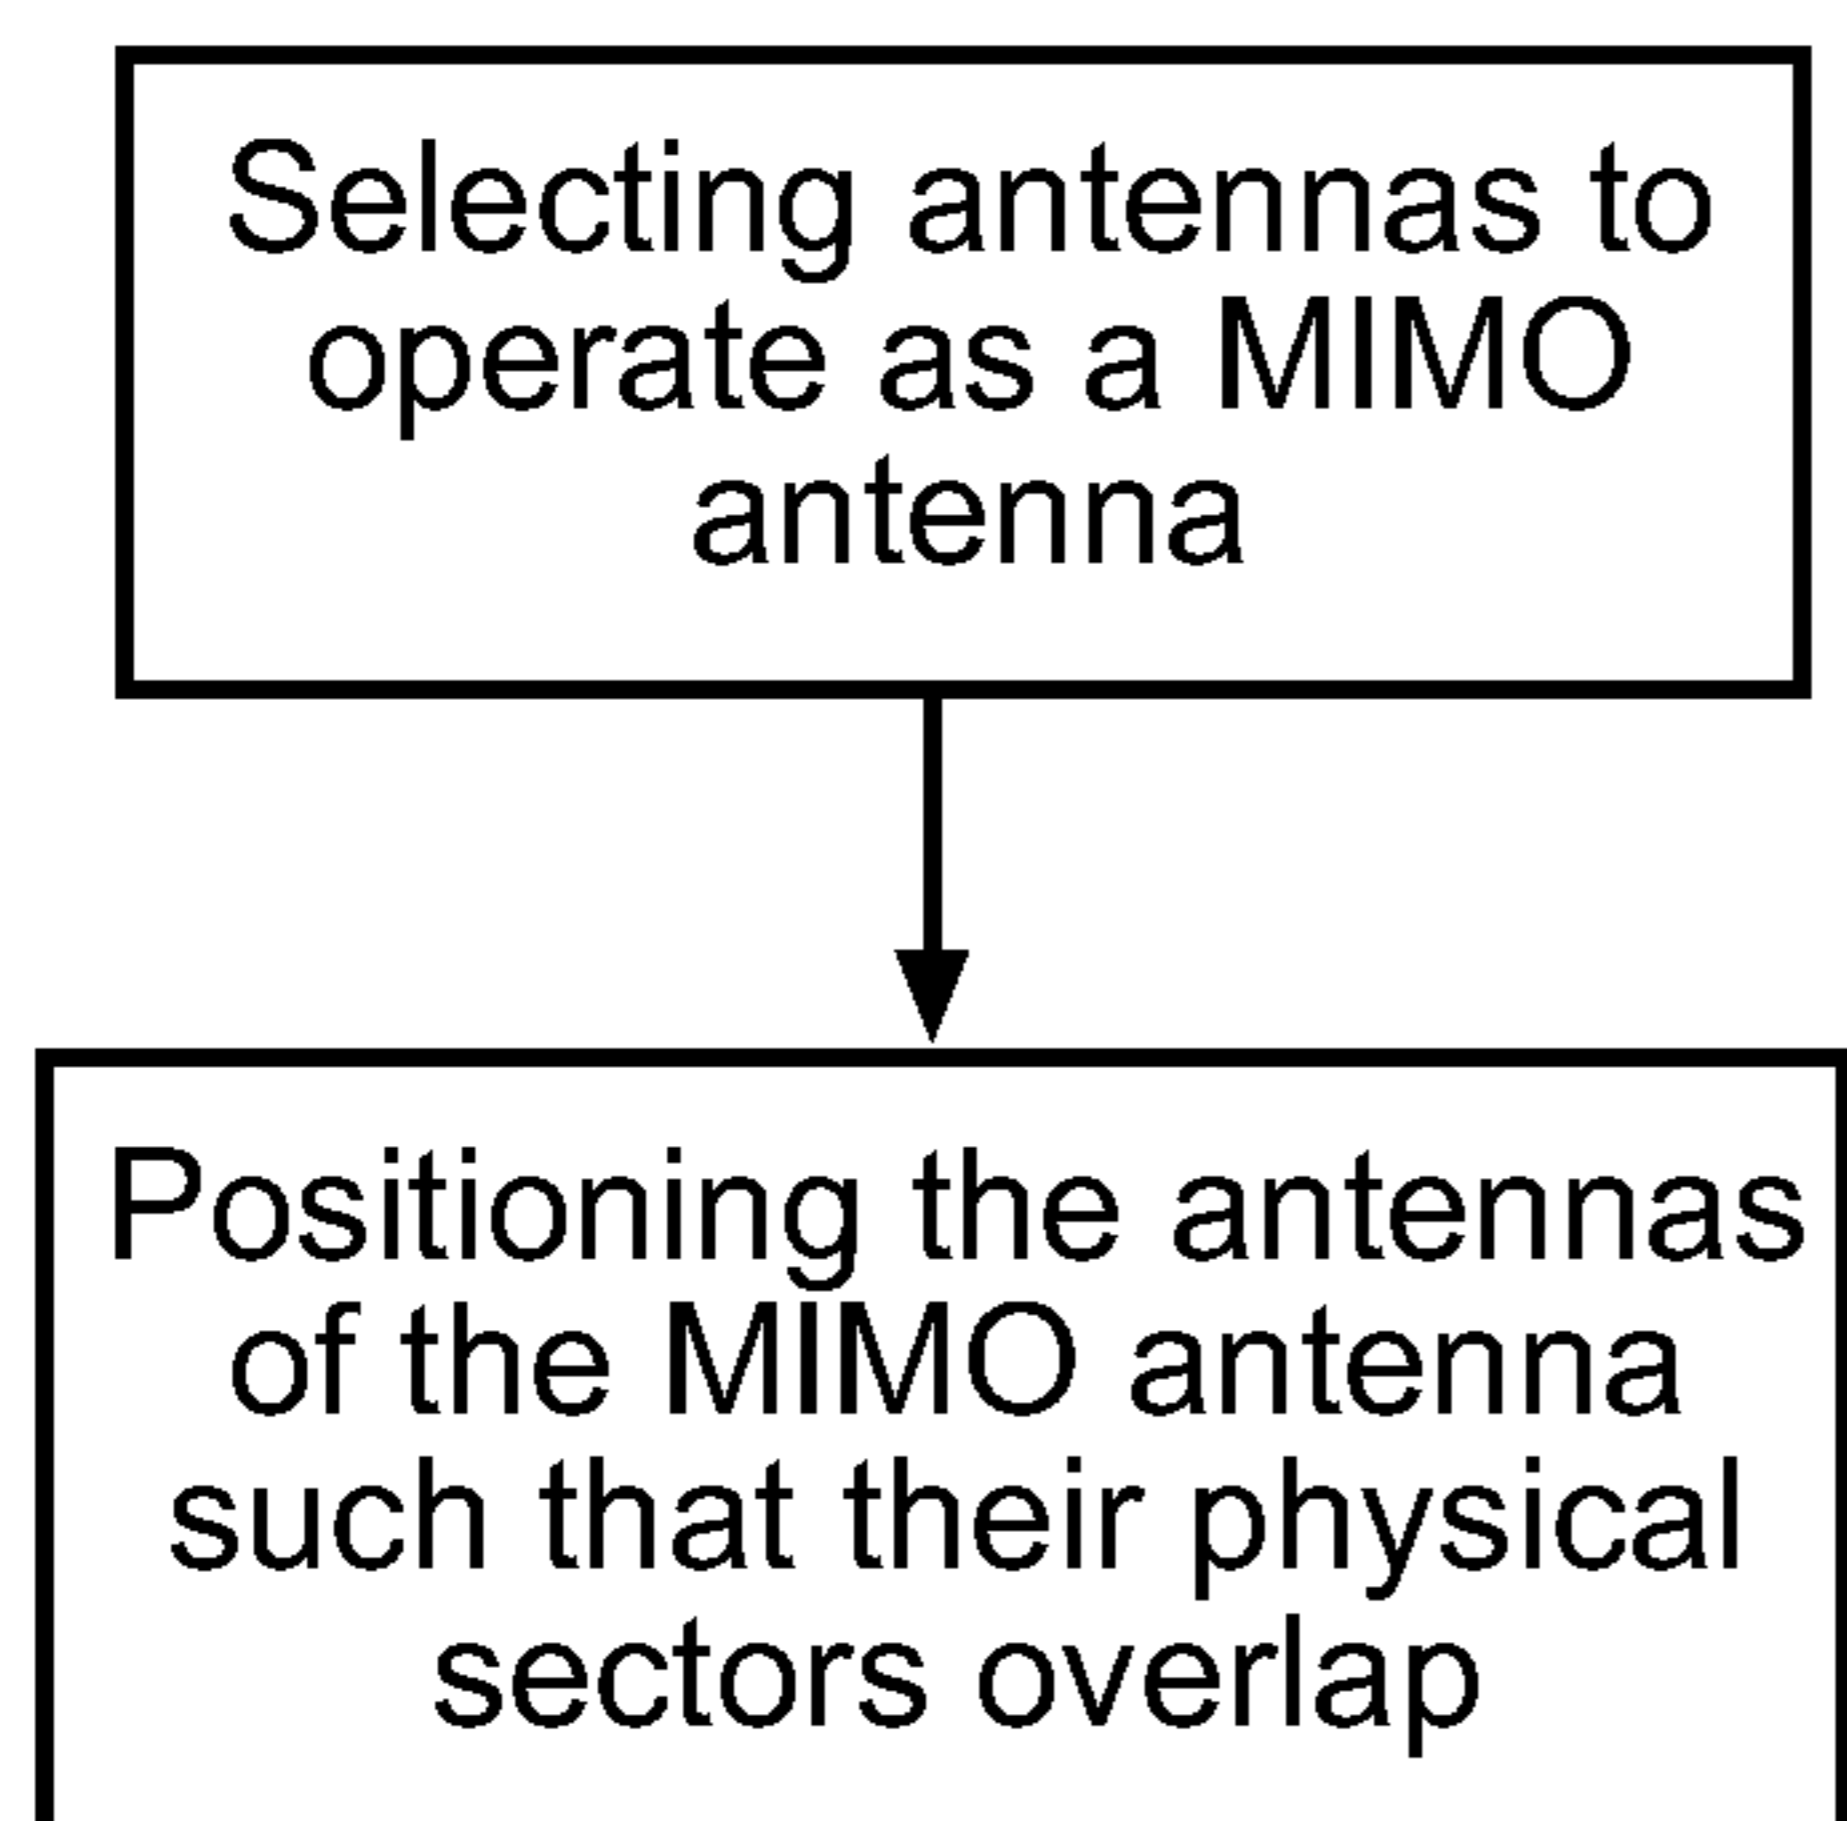 Selecting antennas to
operate as a MIMO
antenna
Positioning the antennas
of the MIMO antenna
such that their physical
sectors overlap